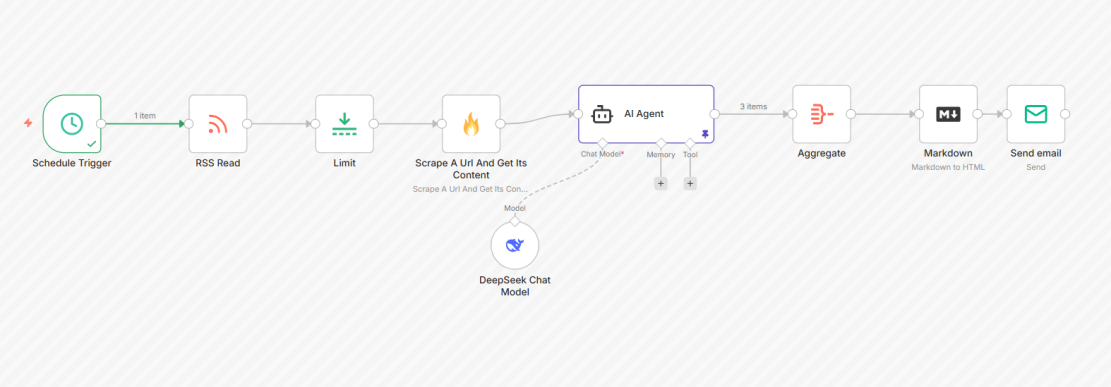 1 item
3 items
AI Agent
Chat Model*
Memory
Tool
Schedule Trigger
RSS Read
Limit
Scrape A Url And Get Its
Content
Scrape A Url And Get Its Con...
Aggregate
Markdown
Markdown to HTML
Send email
Send
Model
DeepSeek Chat
Model